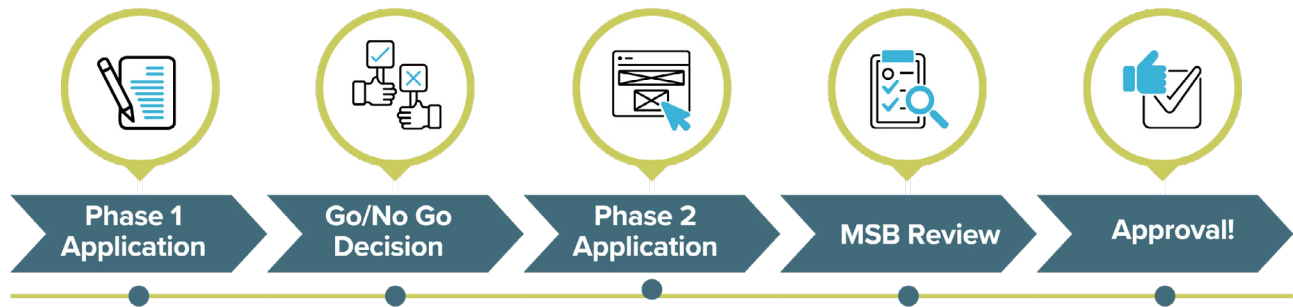 Phase 1
Application
Go/No Go
Decision
Phase 2
Application
MSB Review
Approval!